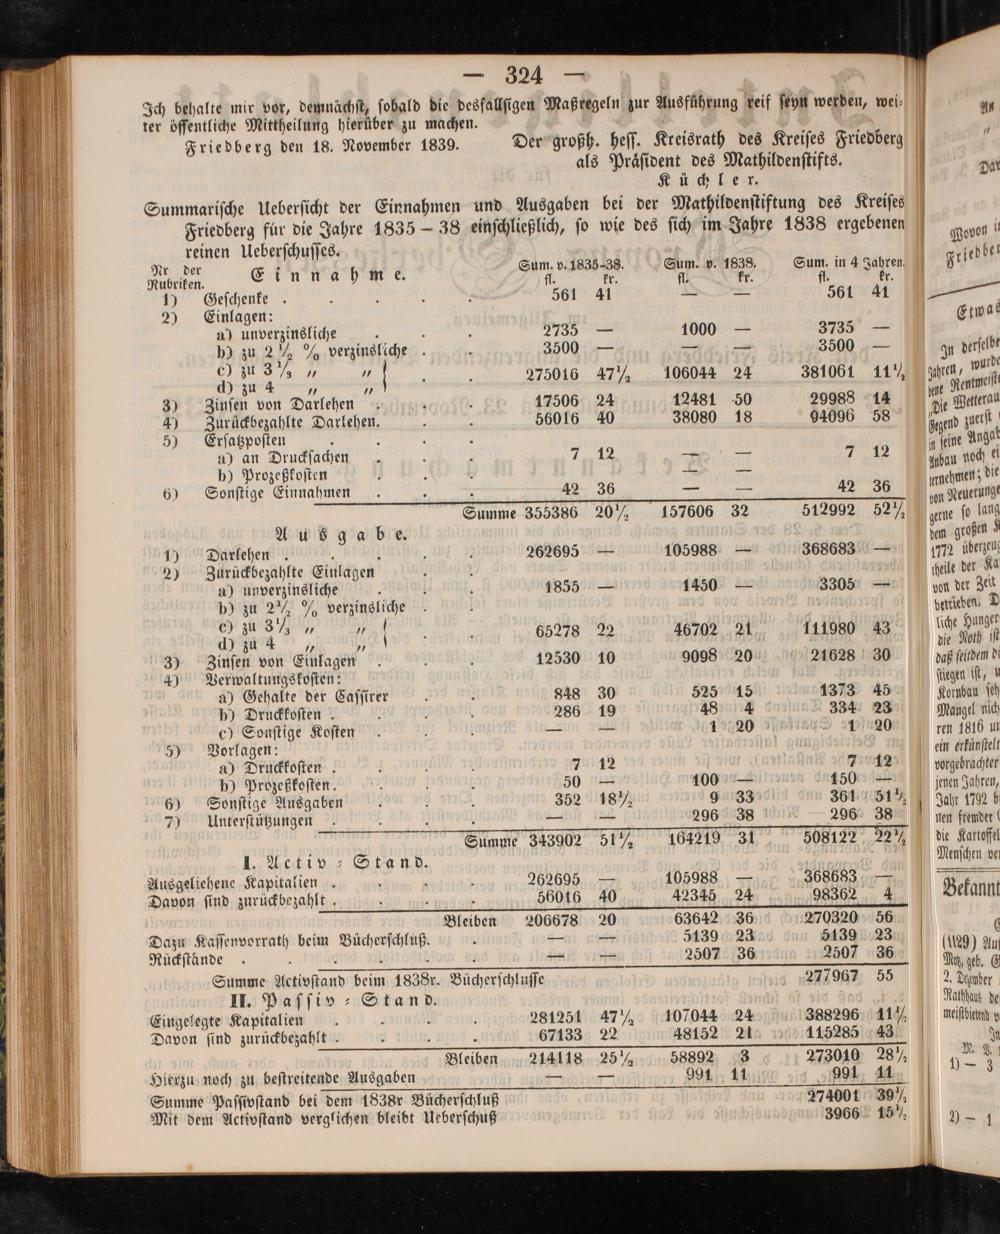 — 324 —
Ich behalte mir vor, demnächst, sobald die desfallsigen Maßregeln zur Ausführung reif seyn werden, wei-
ter öffentliche Mittheilung hierüber zu machen.
Friedberg den 18. November 1839.
Der großh. hess. Kreisrath des Kreises Friedberg
als Präsident des Mathildenstifts.
Küchler.
Summarische Uebersicht der Einnahmen und Ausgaben bei der Mathildenstiftung des Kreises
Friedberg für die Jahre 1835 – 38 einschließlich, so wie des sich im Jahre 1838 ergebenen
reinen Ueberschusses.
Nr der Rubriken. Einnahme. Sum. v. 1835-38. Sum. v. 1838. Sum. in 4 Jahren.
fl. kr. fl. kr. fl. kr.
1) Geschenke . . . . . 561 41 — — 561 41
2) Einlagen:
a) unverzinsliche . . . 2735 — 1000 — 3735 —
b) zu 2 1/2 % verzinsliche . . 3500 — — — 3500 —
c) zu 3 1/3 „ „
d) zu 4 „ „ . . 275016 47 1/2 106044 24 381061 11 1/2
3) Zinsen von Darlehen . . . 17506 24 12481 50 29988 14
4) Zurückbezahlte Darlehen. . . 56016 40 38080 18 94096 58
5) Ersatzposten . . . .
a) an Drucksachen . . . 7 12 — — 7 12
b) Prozeßkosten . . . — —
6) Sonstige Einnahmen . . . 42 36 — — 42 36
Summe 355386 20 1/2 157606 32 512992 52 1/2
Ausgabe.
1) Darlehen . . . . . 262695 — 105988 — 368683 —
2) Zurückbezahlte Einlagen . .
a) unverzinsliche . . . 1855 — 1450 — 3305 —
b) zu 2 1/2 % verzinsliche . .
c) zu 3 1/3 „ „
d) zu 4 „ „ . . 65278 22 46702 21 111980 43
3) Zinsen von Einlagen . . . 12530 10 9098 20 21628 30
4) Verwaltungskosten:
a) Gehalte der Cassirer . . 848 30 525 15 1373 45
b) Druckkosten . . . . 286 19 48 4 334 23
c) Sonstige Kosten . . . — — 1 20 1 20
5) Vorlagen:
a) Druckkosten . . . . 7 12 7 12
b) Prozeßkosten. . . . 50 — 100 — 150 —
6) Sonstige Ausgaben . . . 352 18 1/2 9 33 361 51 1/2
7) Unterstützungen . . . . — — 296 38 296 38
Summe 343902 51 1/2 164219 31 508122 22 1/2
I. Activ-Stand.
Ausgeliehene Kapitalien . . . . 262695 — 105988 — 368683 —
Davon sind zurückbezahlt . . . . 56016 40 42345 24 98362 4
Bleiben 206678 20 63642 36 270320 56
Dazu Kassenvorrath beim Bücherschluß. . — — 5139 23 5139 23
Rückstände . . . . . . — — 2507 36 2507 36
Summe Activstand beim 1838r. Bücherschlusse 277967 55
II. Passiv-Stand.
Eingelegte Kapitalien . . . . 281251 47 1/2 107044 24 388296 11 1/2
Davon sind zurückbezahlt . . . . 67133 22 48152 21 115285 43
Bleiben 214118 25 1/2 58892 3 273010 28 1/2
Hierzu noch zu bestreitende Ausgaben — — 991 11 991 11
Summe Passivstand bei dem 1838r Bücherschluß 274001 39 1/2
Mit dem Activstand verglichen bleibt Ueberschuß 3966 15 1/2